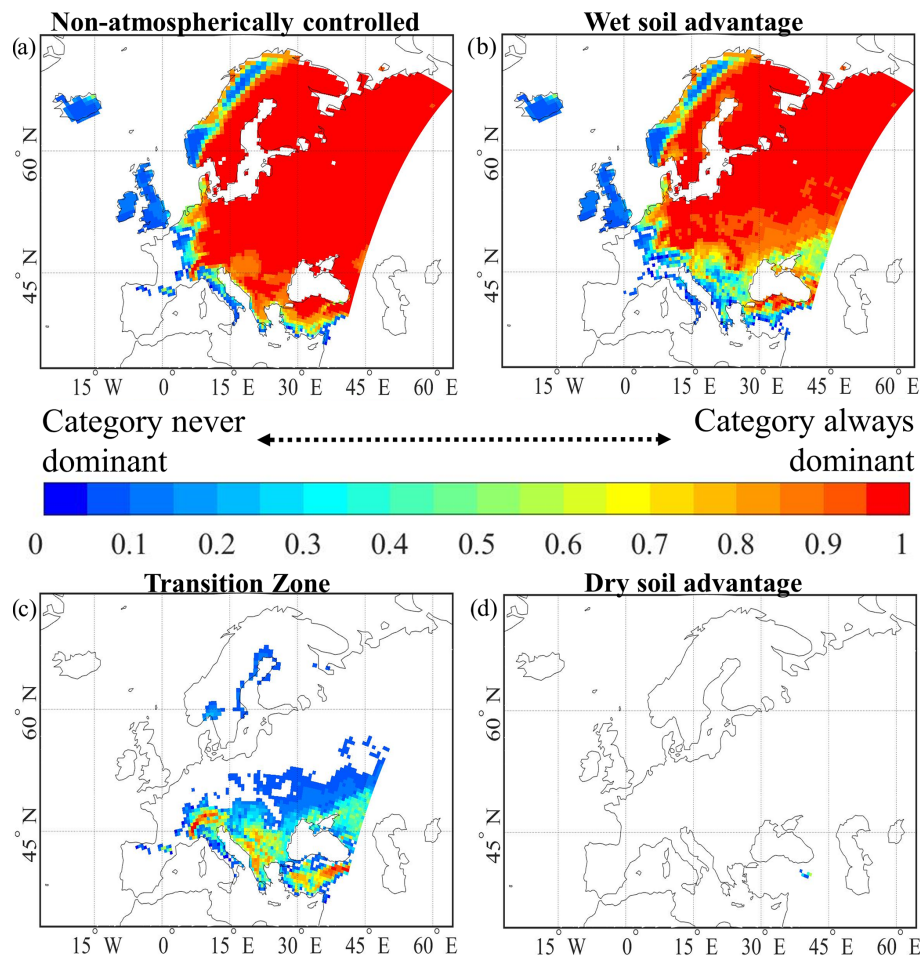 Non-atmospherically controlled
Wet soil advantage
(a)
(b)
60 N
45 N
60 N
45 N
15 W 0 15 E 30 E 45 E 60 E
15 W 0 15 E 30 E 45 E 60 E
Category never
dominant
Category always
dominant
0 0.1 0.2 0.3 0.4 0.5 0.6 0.7 0.8 0.9 1
Transition Zone
Dry soil advantage
(c)
(d)
60° N
45° N
60° N
45° N
15° W 0° 15° E 30° E 45° E 60° E
15° W 0° 15° E 30° E 45° E 60° E